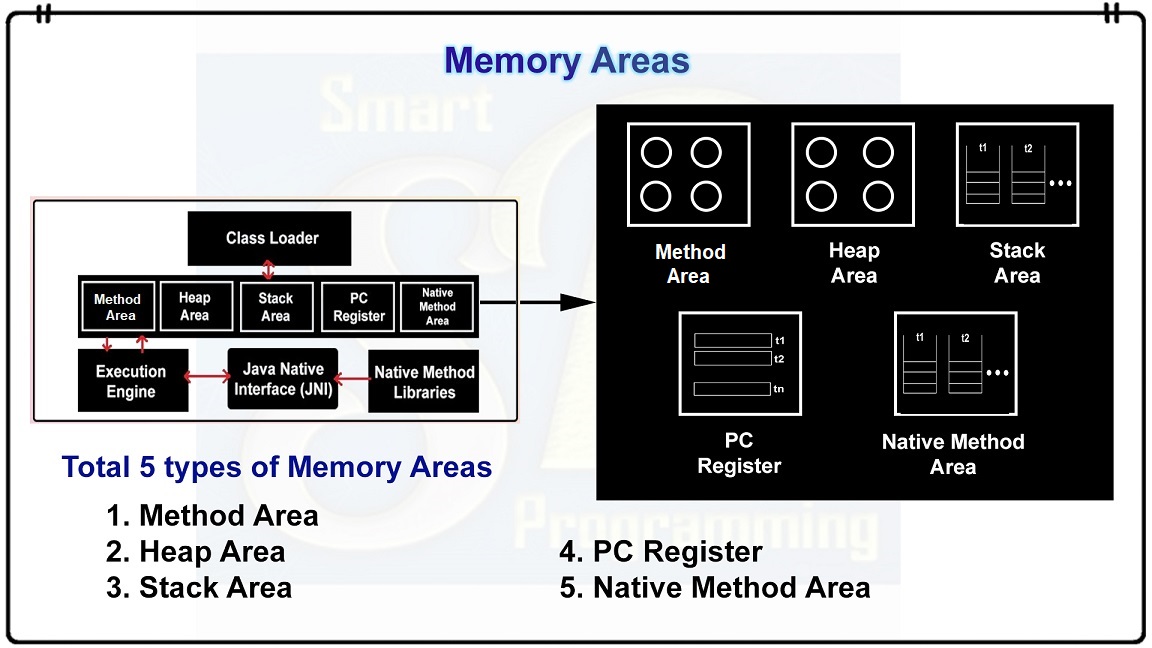 Memory Areas
Smart
Programming
Class Loader
Method
Area
Heap
Area
Stack
Area
PC
Register
Native
Method
Area
Execution
Engine
Java Native
Interface (JNI)
Native Method
Libraries
Method
Area
Heap
Area
t1 t2
Stack
Area
t1
t2
tn
PC
Register
t1 t2
Native Method
Area
Total 5 types of Memory Areas
1. Method Area
2. Heap Area
3. Stack Area
4. PC Register
5. Native Method Area